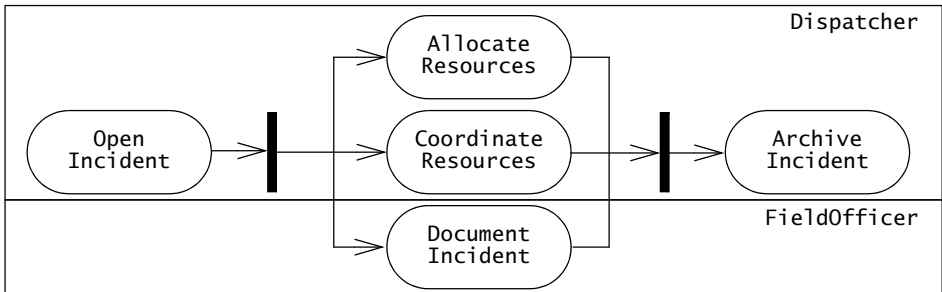 Dispatcher
Allocate
Resources
Open
Incident
Coordinate
Resources
Archive
Incident
FieldOfficer
Document
Incident